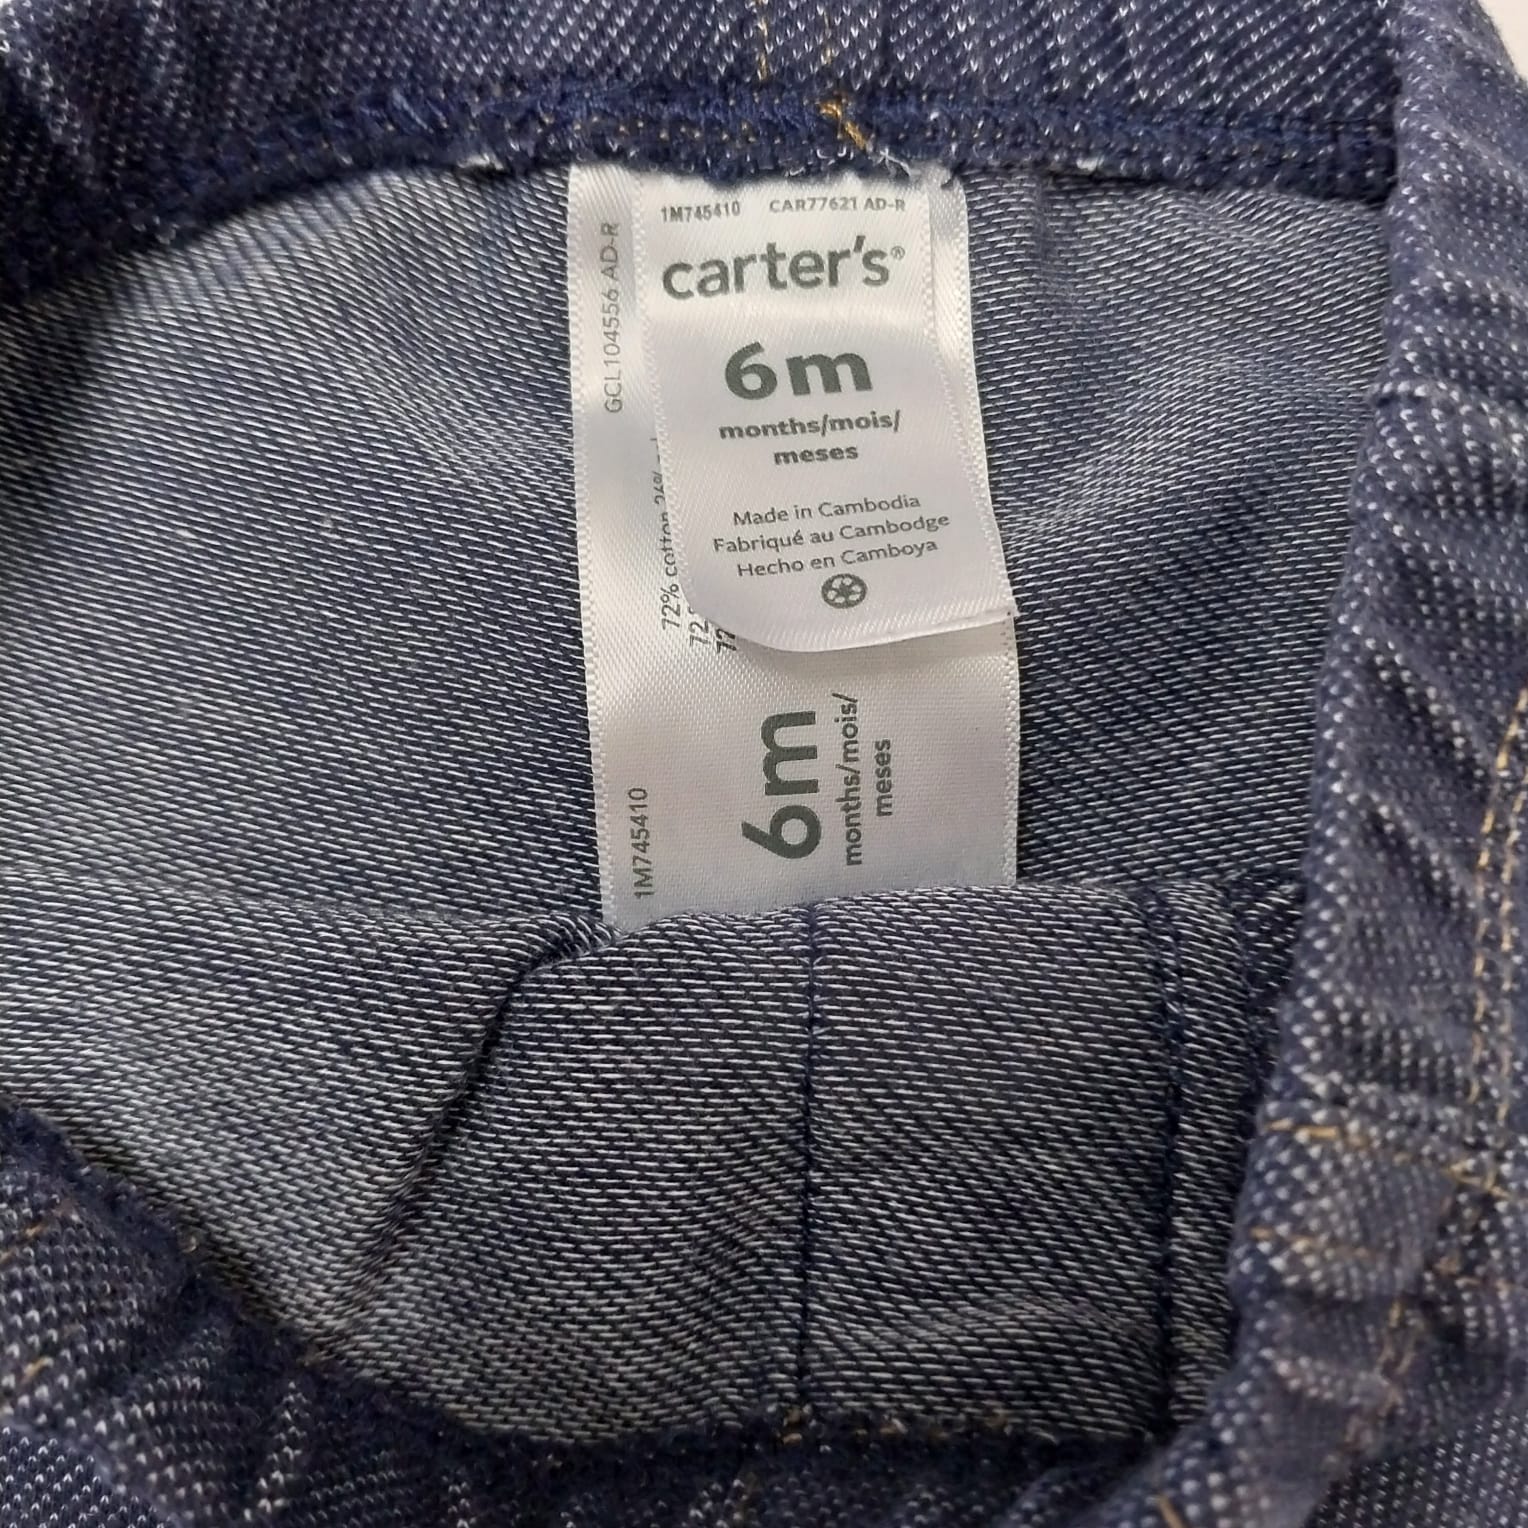 1M745410 CAR77621 AD-R
carter's®
6m
months/mois/
meses
Made in Cambodia
Fabriqué au Cambodge
Hecho en Camboya
GCL104556 AD-R
72% cotton
1M745410
6m
months/mois/
meses